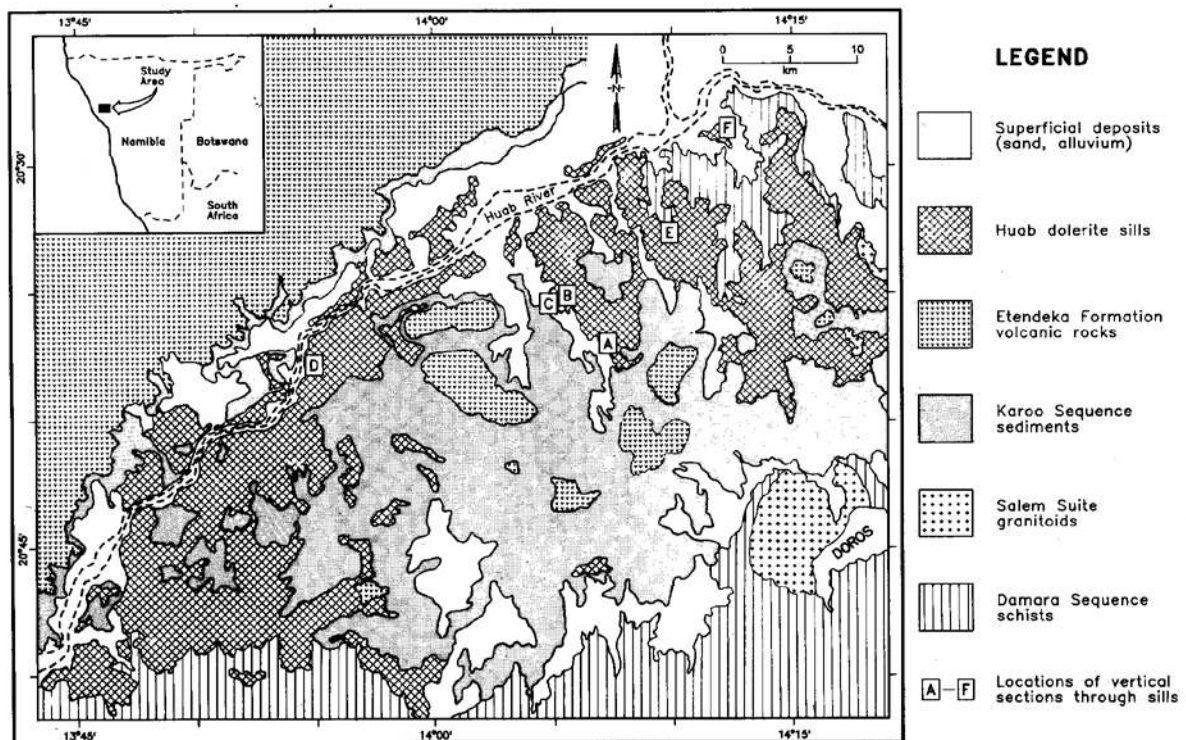 13°45'
14°00'
14°15'
Study
Area
Namibia
Botswana
South
Africa
N
0 5 10
km
20°30'
20°45'
Huab River
F
E
B
C
A
D
DOROS
13°45'
14°00'
14°15'
LEGEND
Superficial deposits
(sand, alluvium)
Huab dolerite sills
Etendeka Formation
volcanic rocks
Karoo Sequence
sediments
Salem Suite
granitoids
Damara Sequence
schists
A – F
Locations of vertical
sections through sills